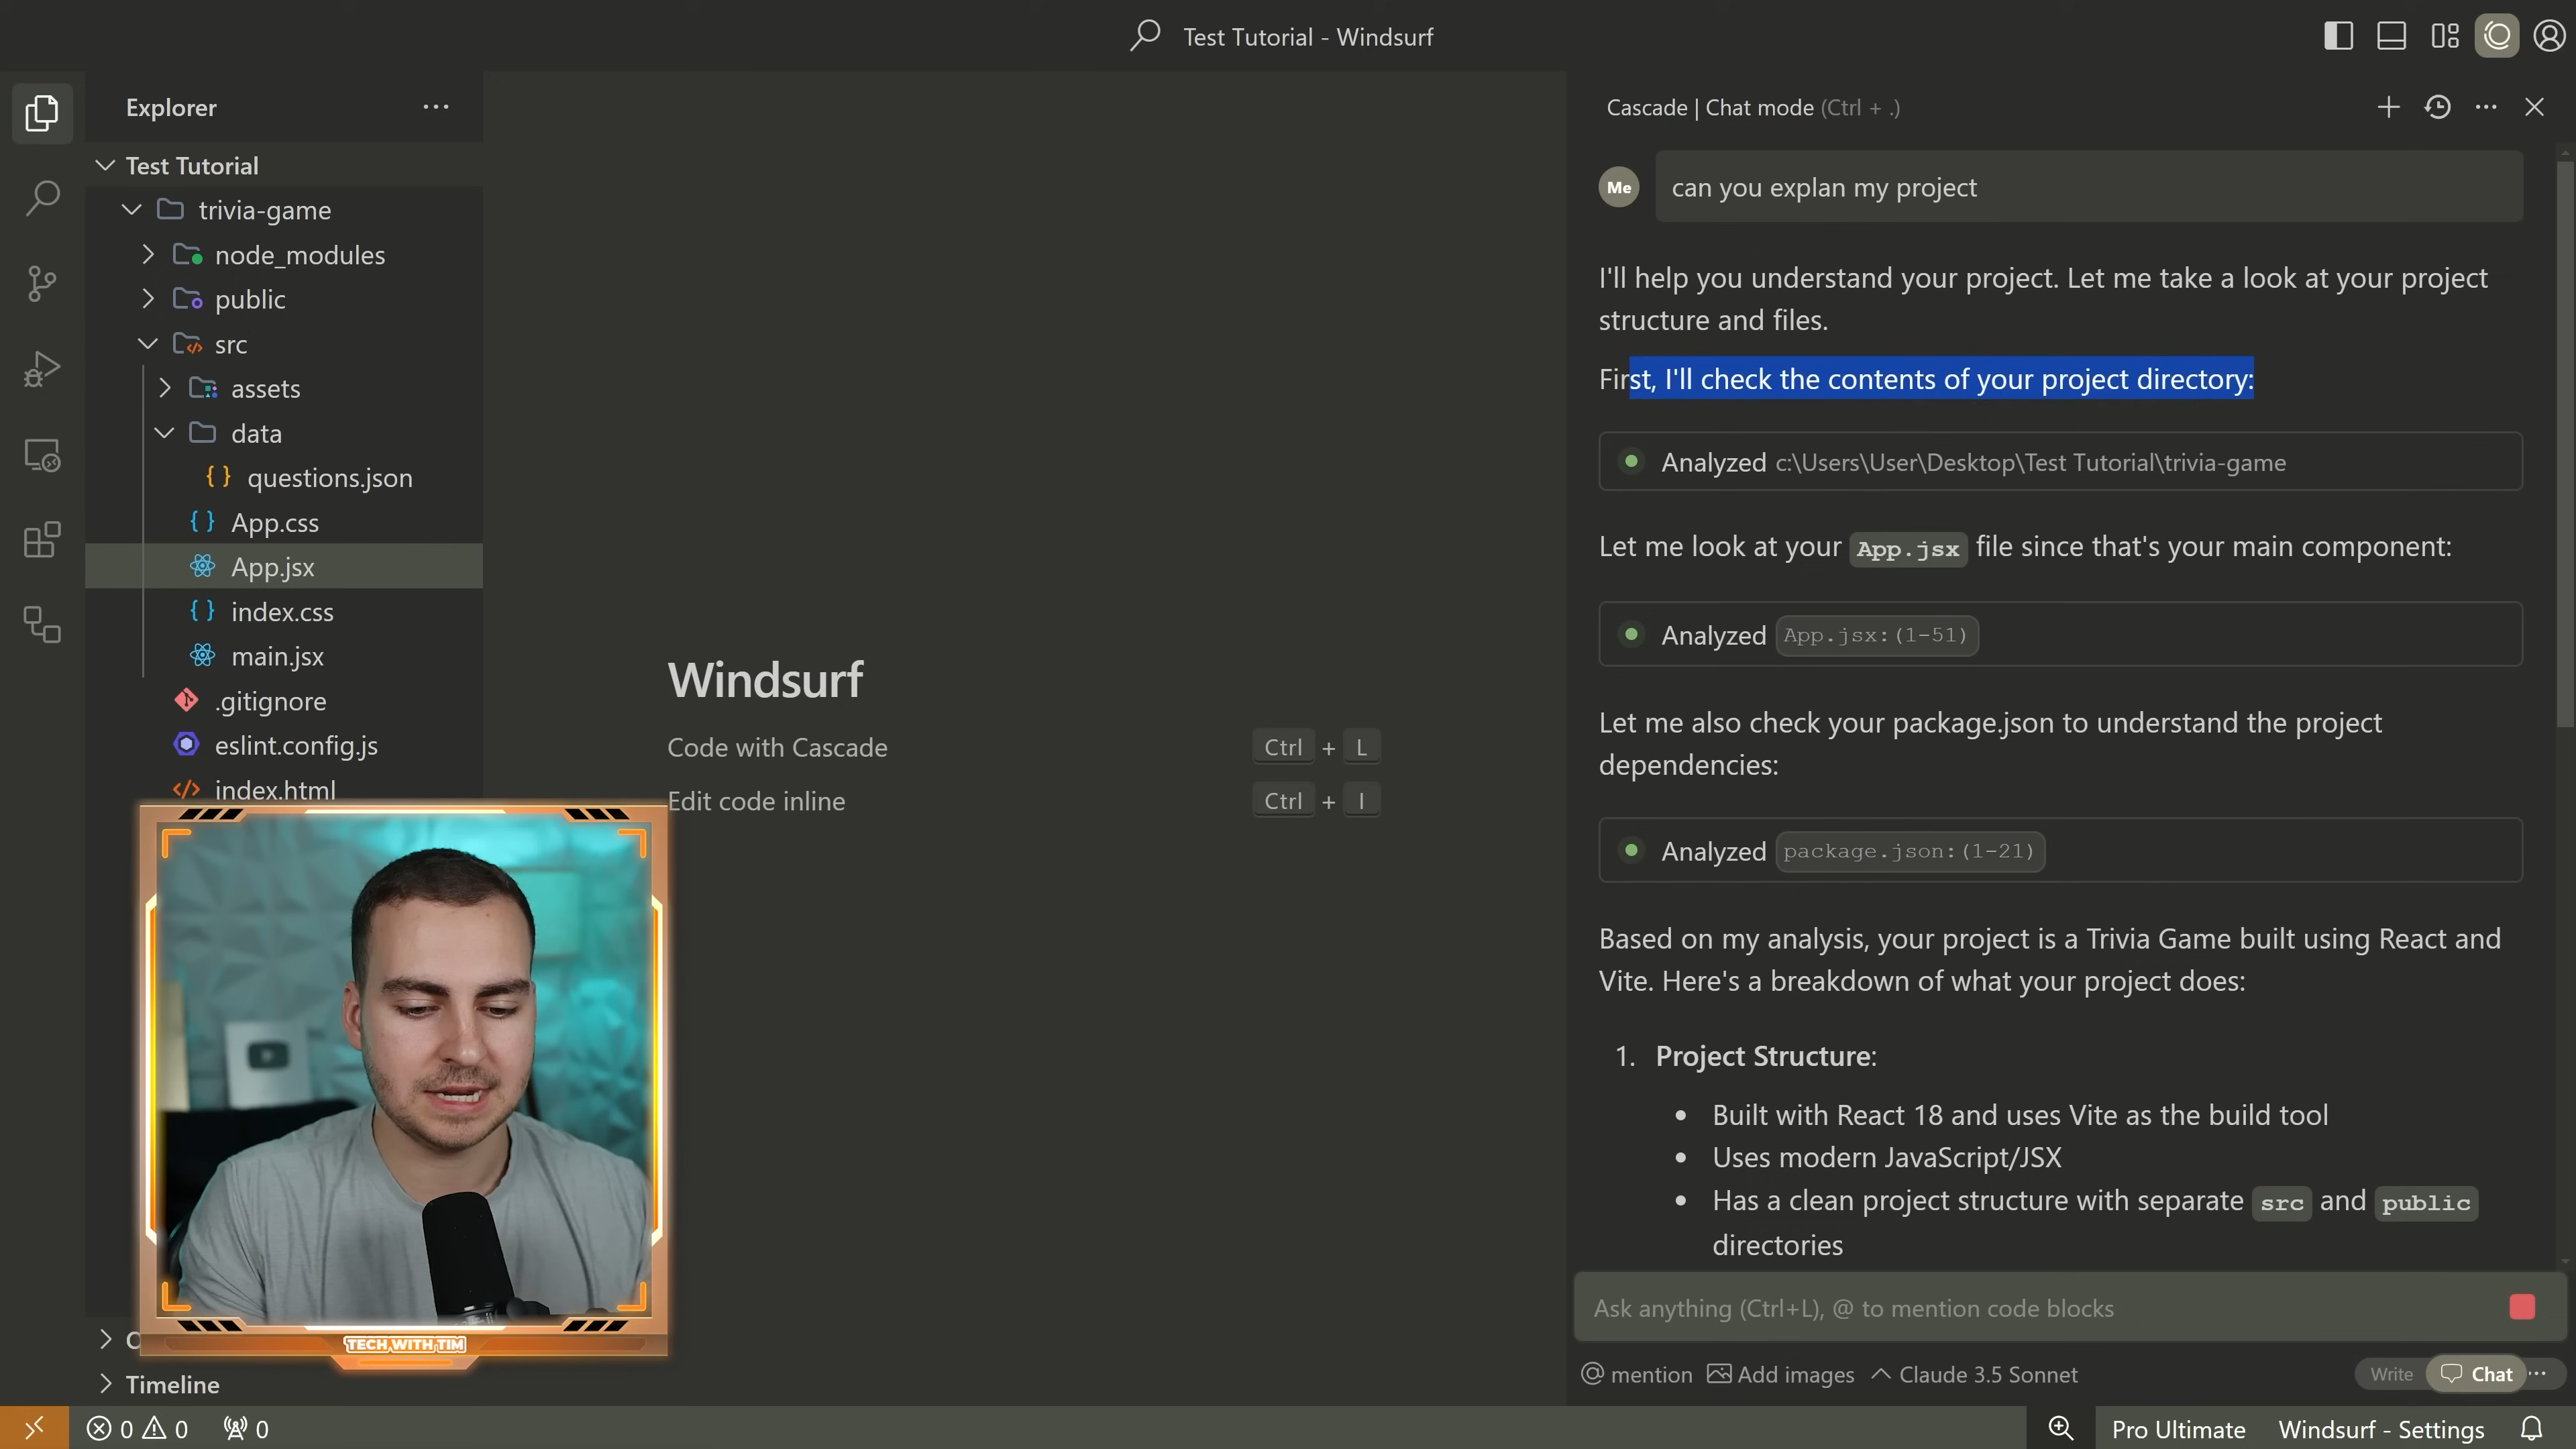 Test Tutorial - Windsurf
Explorer
Test Tutorial
trivia-game
node_modules
public
src
assets
data
questions.json
App.css
App.jsx
index.css
main.jsx
.gitignore
eslint.config.js
index.html
Timeline
Windsurf
Code with Cascade Ctrl + L
Edit code inline Ctrl + I
TECH WITH TIM
Cascade | Chat mode (Ctrl + .)
Me
can you explan my project
I'll help you understand your project. Let me take a look at your project
structure and files.
First, I'll check the contents of your project directory:
Analyzed c:\Users\User\Desktop\Test Tutorial\trivia-game
Let me look at your App.jsx file since that's your main component:
Analyzed App.jsx:(1-51)
Let me also check your package.json to understand the project
dependencies:
Analyzed package.json:(1-21)
Based on my analysis, your project is a Trivia Game built using React and
Vite. Here's a breakdown of what your project does:
1. Project Structure:
• Built with React 18 and uses Vite as the build tool
• Uses modern JavaScript/JSX
• Has a clean project structure with separate src and public
directories
Ask anything (Ctrl+L), @ to mention code blocks
@ mention Add images Claude 3.5 Sonnet Write Chat ...
0 0 0 Pro Ultimate Windsurf - Settings